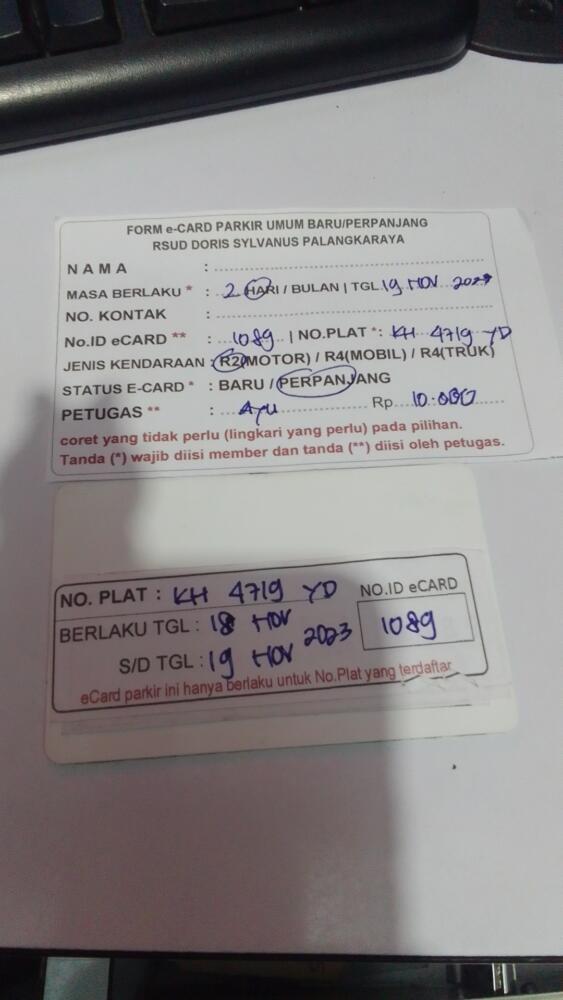 FORM e-CARD PARKIR UMUM BARU/PERPANJANG
RSUD DORIS SYLVANUS PALANGKARAYA
NAMA :
MASA BERLAKU * : 2 HARI / BULAN | TGL 19 NOV 2023
NO. KONTAK :
No.ID eCARD ** : 1089 | NO.PLAT *: KH 4719 YD
JENIS KENDARAAN : R2(MOTOR) / R4(MOBIL) / R4(TRUK)
STATUS E-CARD * : BARU / PERPANJANG
PETUGAS ** : Ayu Rp 10.000
coret yang tidak perlu (lingkari yang perlu) pada pilihan.
Tanda (*) wajib diisi member dan tanda (**) diisi oleh petugas.
NO. PLAT : KH 4719 YD NO.ID eCARD
BERLAKU TGL : 18 NOV 2023 1089
S/D TGL : 19 NOV
eCard parkir ini hanya berlaku untuk No.Plat yang terdaftar